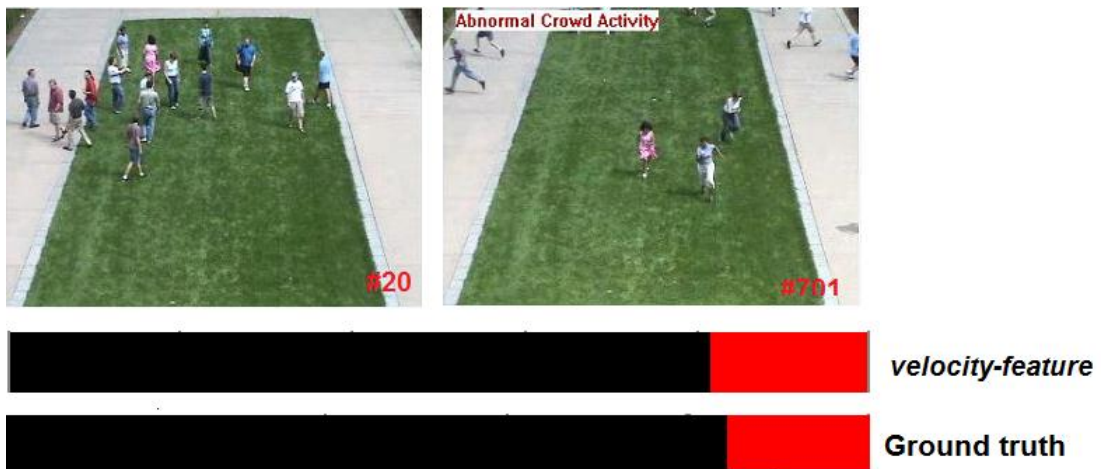 Abnormal Crowd Activity
#20
#701
velocity-feature
Ground truth